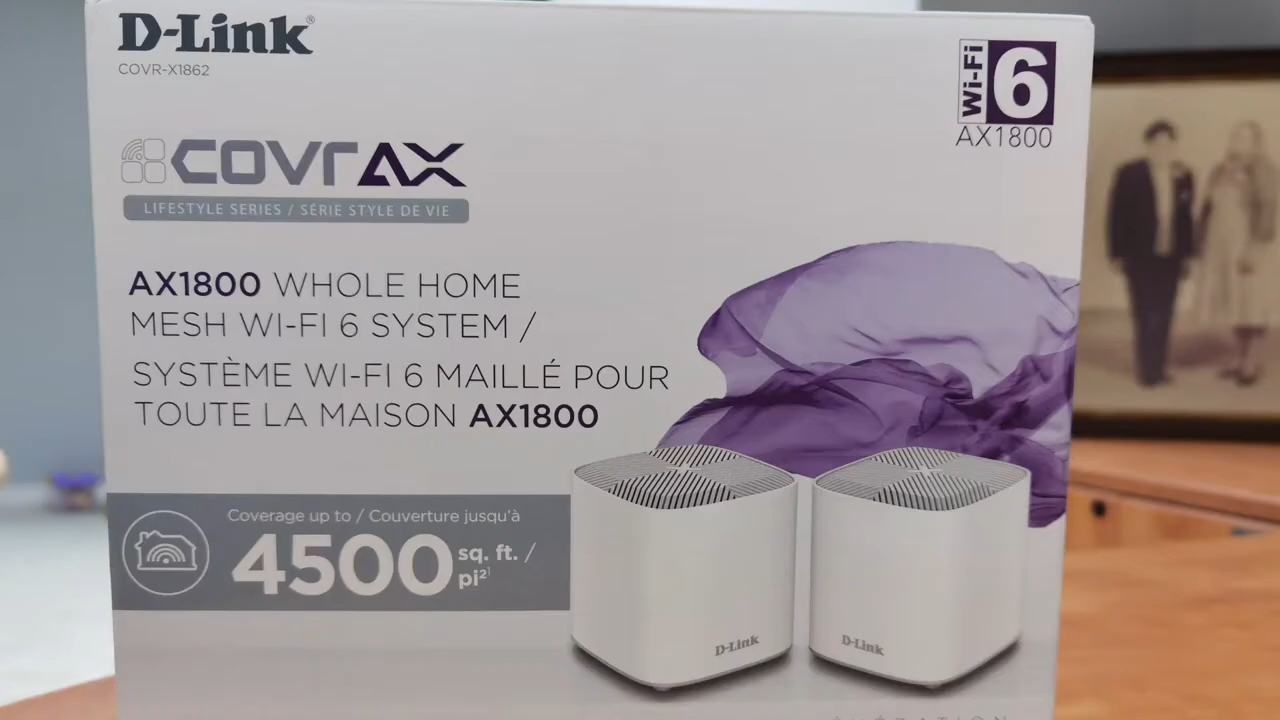 D-Link®
COVR-X1862
Wi-Fi 6
AX1800
COVR AX
LIFESTYLE SERIES / SÉRIE STYLE DE VIE
AX1800 WHOLE HOME
MESH WI-FI 6 SYSTEM /
SYSTÈME WI-FI 6 MAILLÉ POUR
TOUTE LA MAISON AX1800
Coverage up to / Couverture jusqu'à
4500 sq. ft. /
pi²¹
D-Link
D-Link